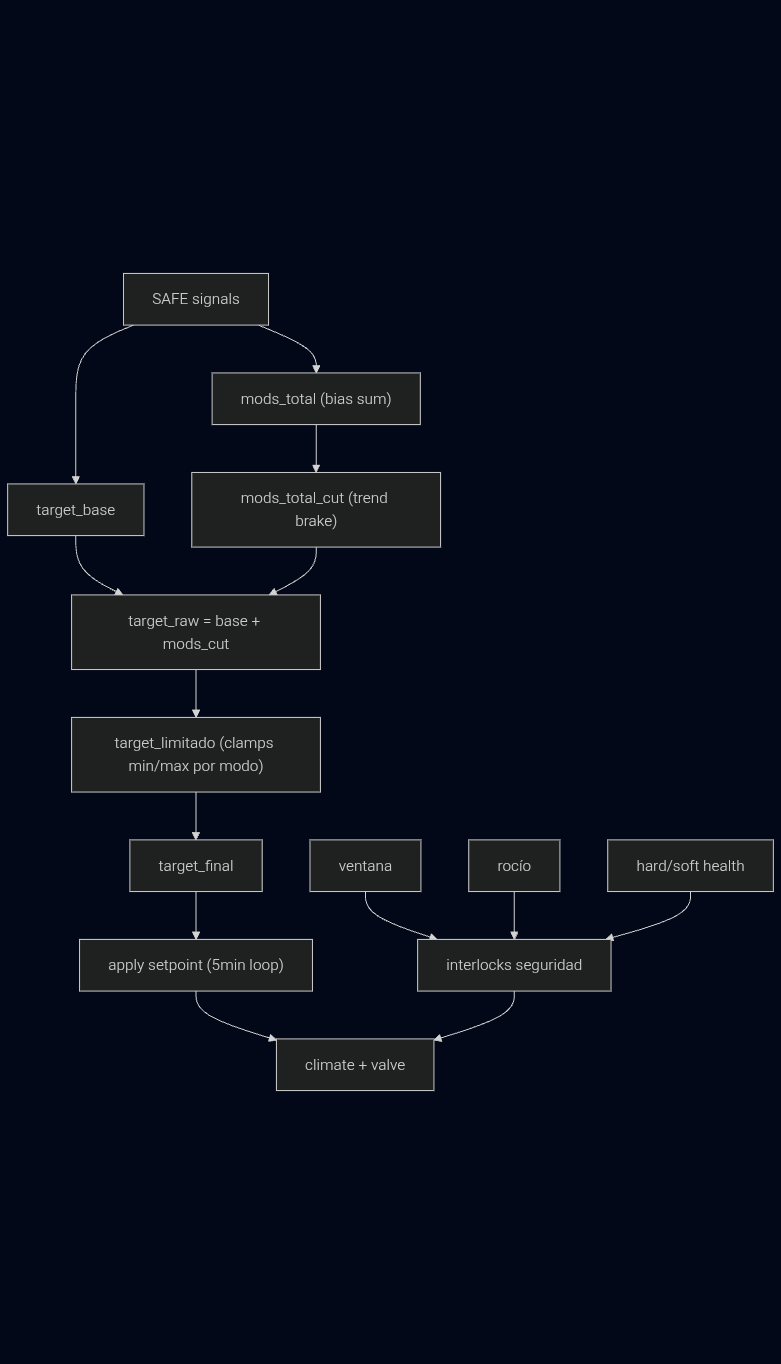 SAFE signals
mods_total (bias sum)
target_base
mods_total_cut (trend
brake)
target_raw = base +
mods_cut
target_limitado (clamps
min/max por modo)
target_final
ventana
rocío
hard/soft health
apply setpoint (5min loop)
interlocks seguridad
climate + valve